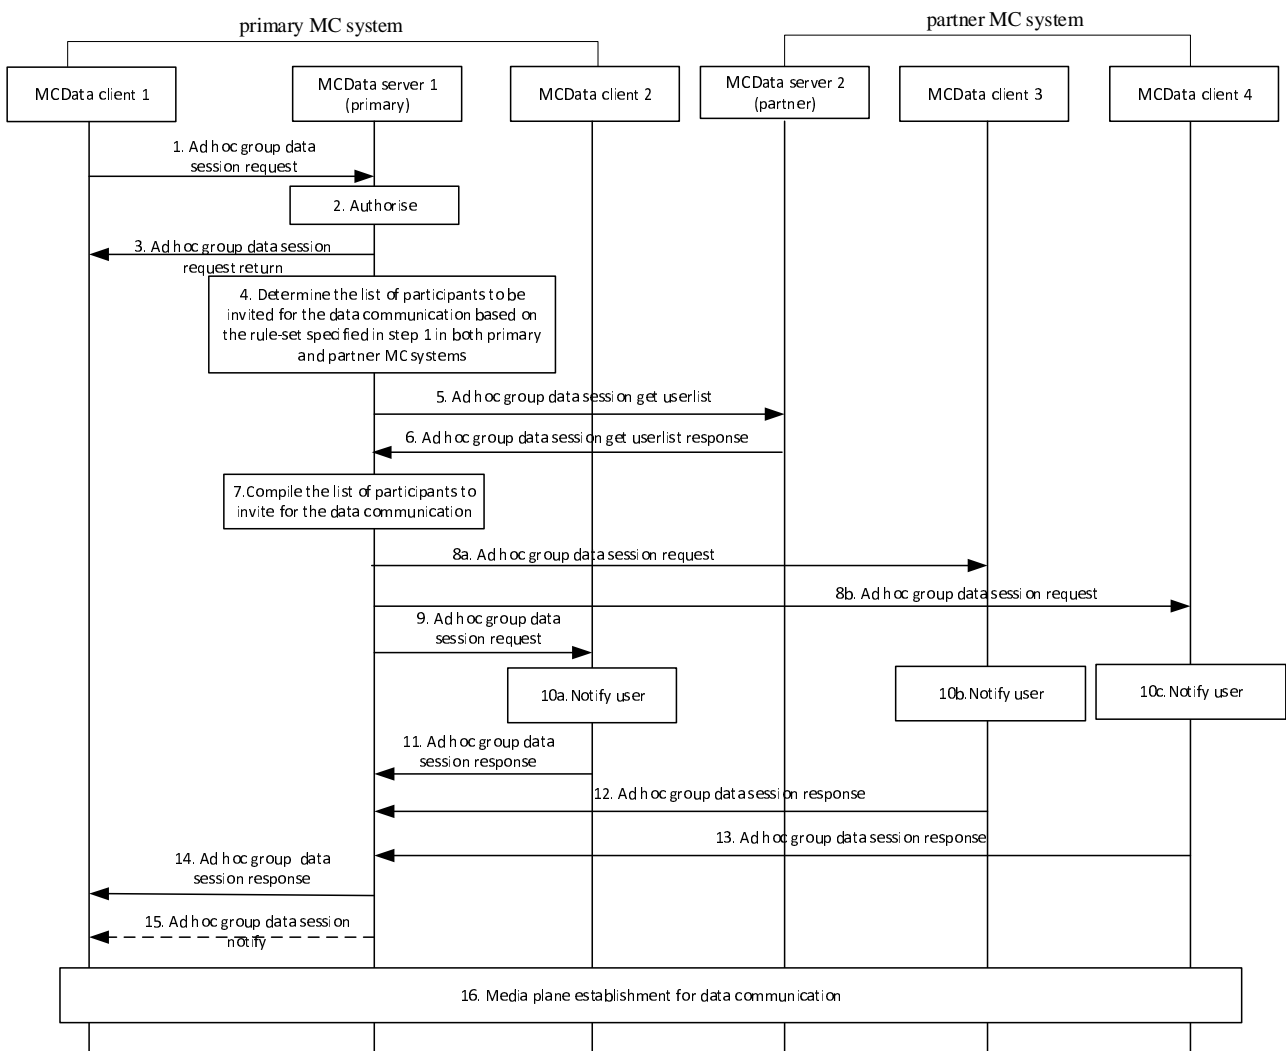 primary MC system
partner MC system
MCData client 1
MCData server 1
(primary)
MCData client 2
MCData server 2
(partner)
MCData client 3
MCData client 4
1. Ad hoc group data
session request
2. Authorise
3. Ad hoc group data session
request return
4. Determine the list of participants to be
invited for the data communication based on
the rule-set specified in step 1 in both primary
and partner MC systems
5. Ad hoc group data session get userlist
6. Ad hoc group data session get userlist response
7.Compile the list of participants to
invite for the data communication
8a. Ad hoc group data session request
8b. Ad hoc group data session request
9. Ad hoc group data
session request
10a. Notify user
10b. Notify user
10c. Notify user
11. Ad hoc group data
session response
12. Ad hoc group data session response
13. Ad hoc group data session response
14. Ad hoc group data
session response
15. Ad hoc group data session
notify
16. Media plane establishment for data communication